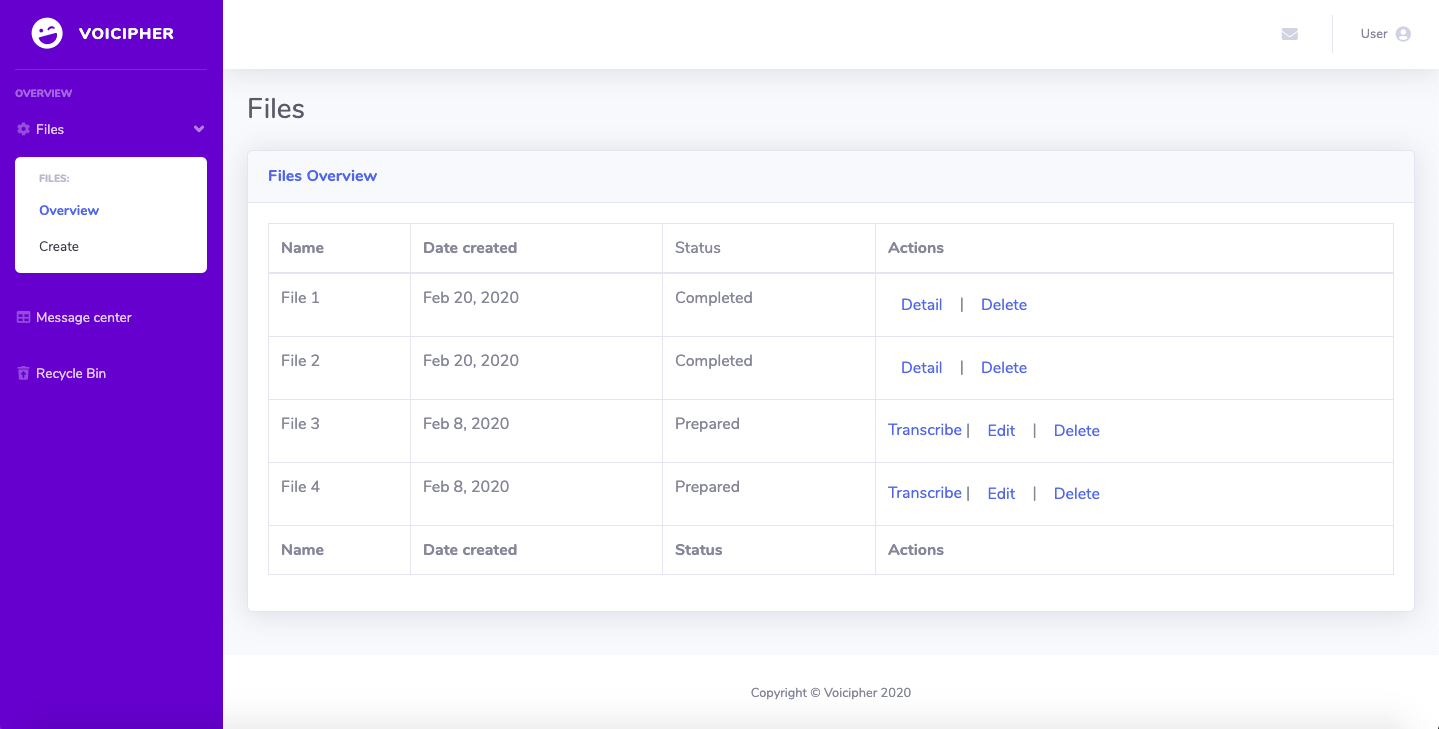 VOICIPHER
User
OVERVIEW
Files
FILES:
Overview
Create
Message center
Recycle Bin
Files
Files Overview
Name Date created Status Actions
File 1 Feb 20, 2020 Completed Detail | Delete
File 2 Feb 20, 2020 Completed Detail | Delete
File 3 Feb 8, 2020 Prepared Transcribe | Edit | Delete
File 4 Feb 8, 2020 Prepared Transcribe | Edit | Delete
Name Date created Status Actions
Copyright © Voicipher 2020